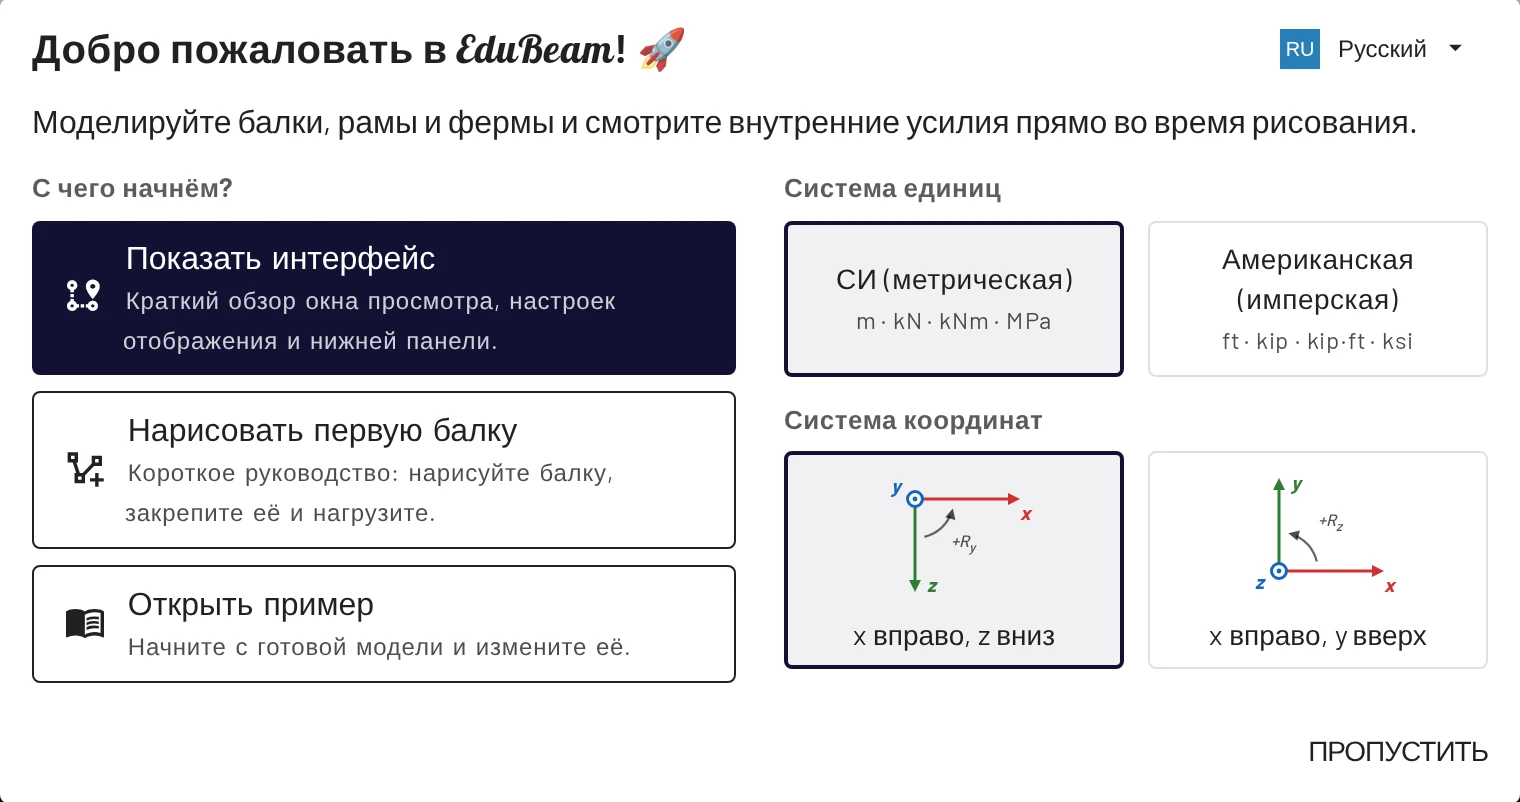 Добро пожаловать в EduBeam! 🚀
RU Русский
Моделируйте балки, рамы и фермы и смотрите внутренние усилия прямо во время рисования.
С чего начнём?
Показать интерфейс
Краткий обзор окна просмотра, настроек
отображения и нижней панели.
Нарисовать первую балку
Короткое руководство: нарисуйте балку,
закрепите её и нагрузите.
Открыть пример
Начните с готовой модели и измените её.
Система единиц
СИ (метрическая)
m · kN · kNm · MPa
Американская
(имперская)
ft · kip · kip·ft · ksi
Система координат
y
x
+Ry
z
x вправо, z вниз
y
+Rz
z
x
x вправо, y вверх
ПРОПУСТИТЬ